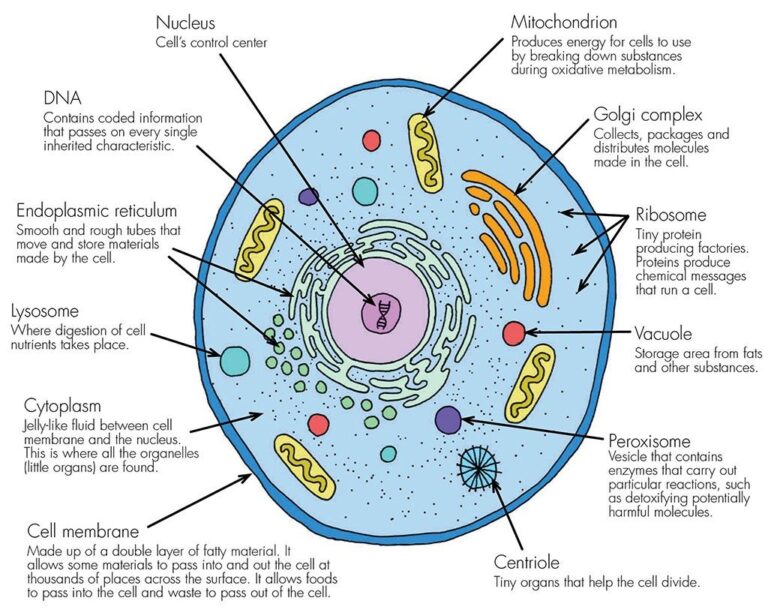 Nucleus
Cell's control center
Mitochondrion
Produces energy for cells to use
by breaking down substances
during oxidative metabolism.
DNA
Contains coded information
that passes on every single
inherited characteristic.
Golgi complex
Collects, packages and
distributes molecules
made in the cell.
Endoplasmic reticulum
Smooth and rough tubes that
move and store materials
made by the cell.
Ribosome
Tiny protein
producing factories.
Proteins produce
chemical messages
that run a cell.
Lysosome
Where digestion of cell
nutrients takes place.
Vacuole
Storage area from fats
and other substances.
Cytoplasm
Jelly-like fluid between cell
membrane and the nucleus.
This is where all the organelles
(little organs) are found.
Peroxisome
Vesicle that contains
enzymes that carry out
particular reactions, such
as detoxifying potentially
harmful molecules.
Cell membrane
Made up of a double layer of fatty material. It
allows some materials to pass into and out the cell at
thousands of places across the surface. It allows foods
to pass into the cell and waste to pass out of the cell.
Centriole
Tiny organs that help the cell divide.